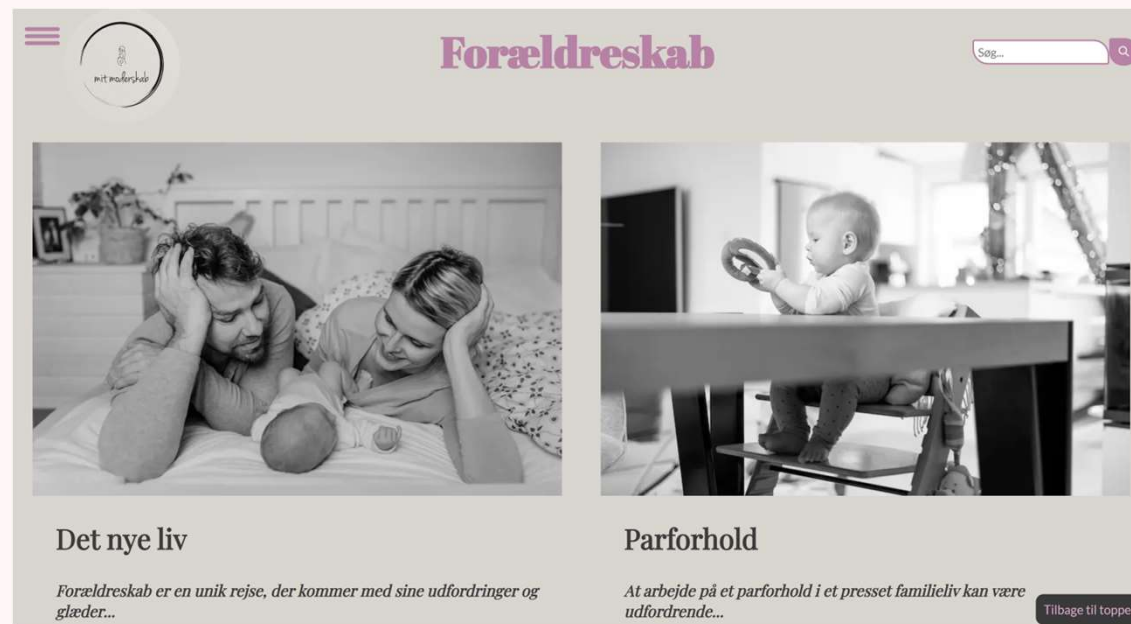 mit moderskab
Forældreskab
Søg...
Det nye liv
Forældreskab er en unik rejse, der kommer med sine udfordringer og
glæder...
Parforhold
At arbejde på et parforhold i et presset familieliv kan være
udfordrende...
Tilbage til toppe